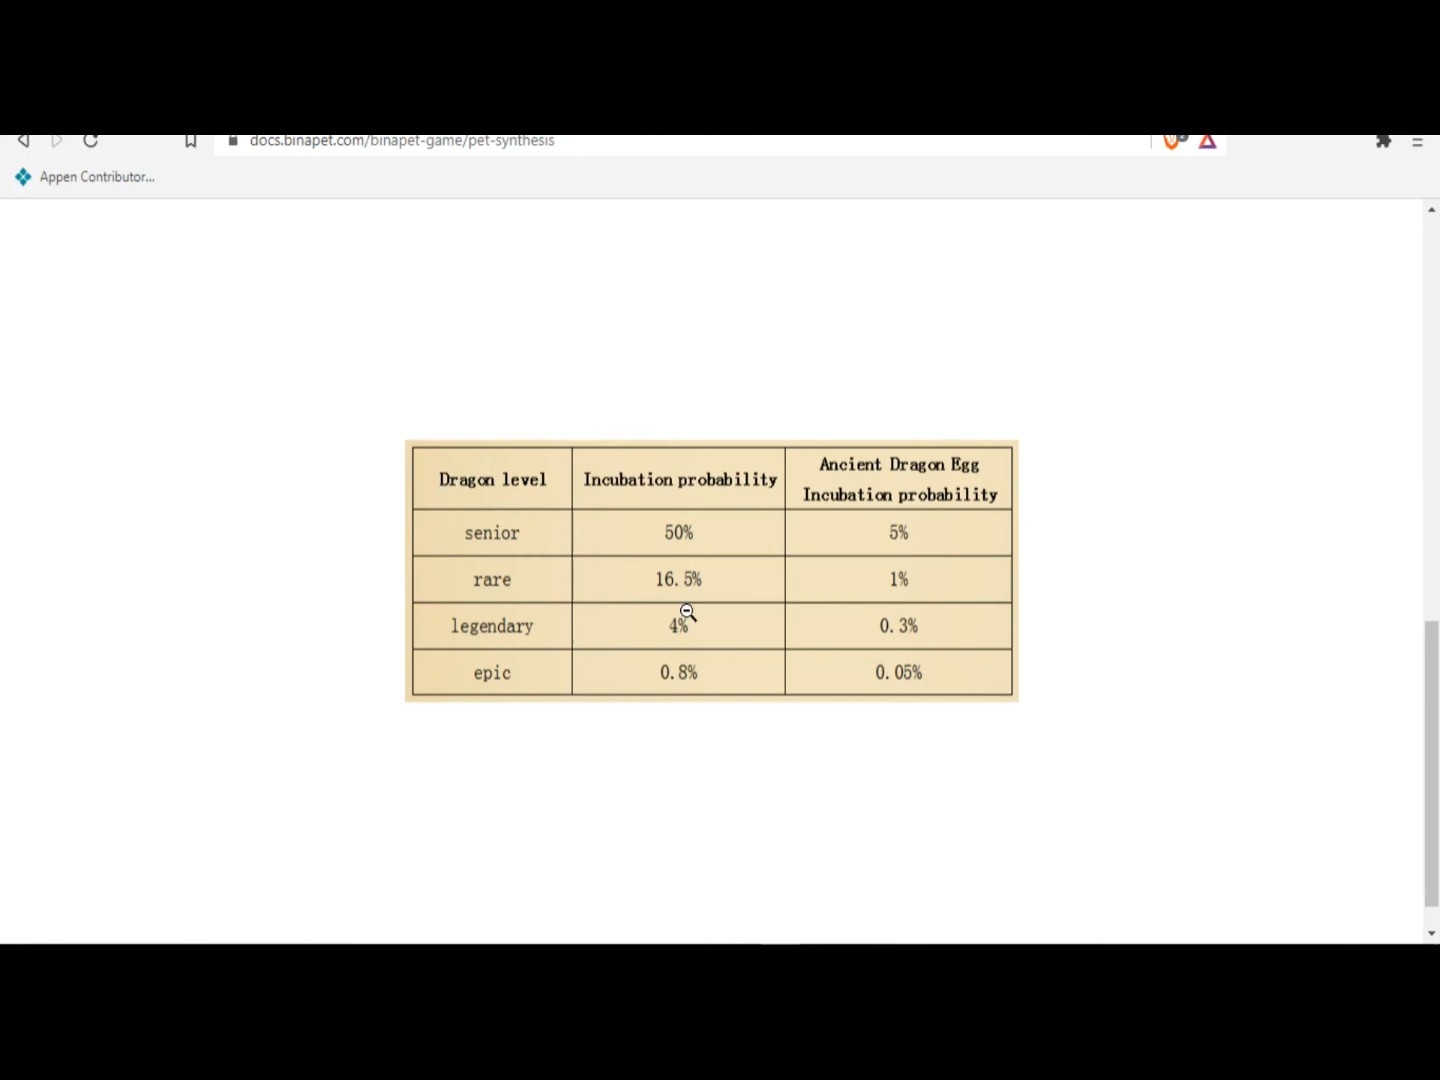 docs.binapet.com/binapet-game/pet-synthesis
Appen Contributor...
Dragon level Incubation probability Ancient Dragon Egg Incubation probability
senior 50% 5%
rare 16.5% 1%
legendary 4% 0.3%
epic 0.8% 0.05%